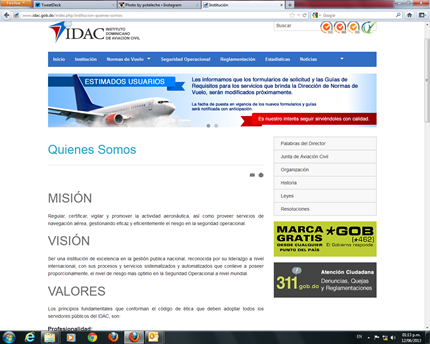 TweetDeck
Photo by pokeleche • Instagram
Institución
www.idac.gob.do/index.php/institucion-quienes-somos
IDAC
INSTITUTO
DOMINICANO
DE AVIACION CIVIL
Buscar
Inicio
Institución
Normas de Vuelo
Seguridad Operacional
Reglamentación
Estadísticas
Noticias
ESTIMADOS USUARIOS
Les informamos que los formularios de solicitud y las Guías de
Requisitos para los servicios que brinda la Dirección de Normas de
Vuelo, serán modificados próximamente.
La fecha de puesta en vigencia de los nuevos formularios y guías
será notificada con anticipación.
Es nuestro interés seguir sirviéndoles con calidad.
Quienes Somos
MISIÓN
Regular, certificar, vigilar y promover la actividad aeronáutica, así como proveer servicios de
navegación aérea, gestionando eficaz y eficientemente el riesgo en la seguridad operacional
VISIÓN
Ser una institución de excelencia en la gestión publica nacional, reconocida por su liderazgo a nivel
internacional; con sus procesos y servicios sistematizados y automatizados que conlleve a poseer
proporcionalmente, el nivel de riesgo mas optimo en la Seguridad Operacional a nivel mundial.
VALORES
Los principios fundamentales que conforman el código de ética que deben adoptar todos los
servidores públicos del IDAC, son:
Profesionalidad:
Palabras del Director
Junta de Aviación Civil
Organización
Historia
Leyes
Resoluciones
MARCA *GOB
GRATIS (*462)
DESDE CUALQUIER El Gobierno responde.
PUNTO DEL PAÍS
Atención Ciudadana
311.gob.do
Denuncias, Quejas
y Reglamentaciones
EN
01:13 p.m.
12/06/2013